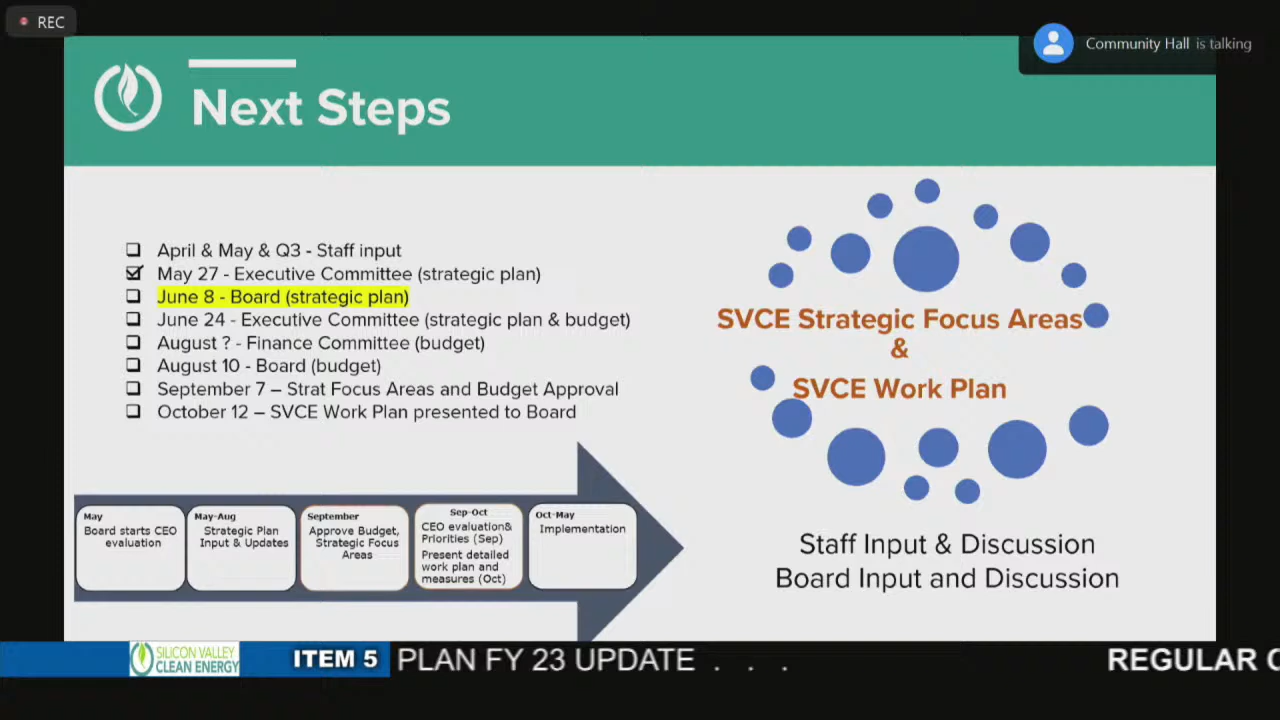 REC
Community Hall is talking
Next Steps
April & May & Q3 - Staff input
May 27 - Executive Committee (strategic plan)
June 8 - Board (strategic plan)
June 24 - Executive Committee (strategic plan & budget)
August ? - Finance Committee (budget)
August 10 - Board (budget)
September 7 – Strat Focus Areas and Budget Approval
October 12 – SVCE Work Plan presented to Board
SVCE Strategic Focus Areas
&
SVCE Work Plan
Staff Input & Discussion
Board Input and Discussion
May
Board starts CEO
evaluation
May-Aug
Strategic Plan
Input & Updates
September
Approve Budget,
Strategic Focus
Areas
Sep-Oct
CEO evaluation&
Priorities (Sep)
Present detailed
work plan and
measures (Oct)
Oct-May
Implementation
SILICON VALLEY
CLEAN ENERGY
ITEM 5
PLAN FY 23 UPDATE . . .
REGULAR